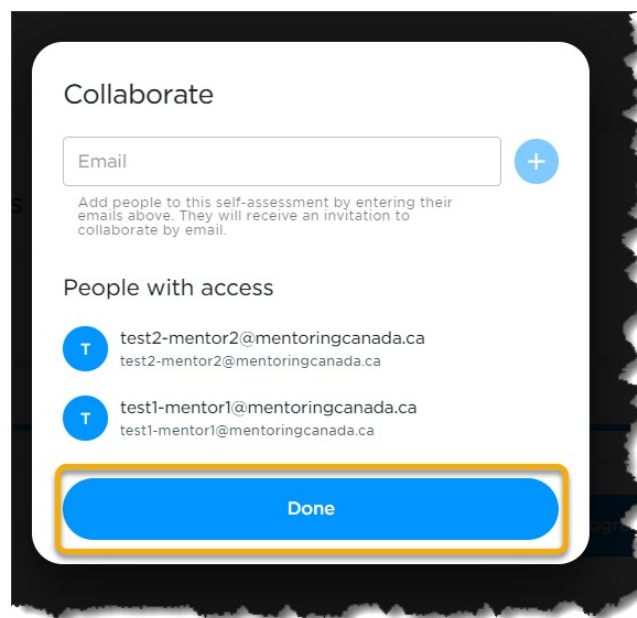 Collaborate
Email
+
Add people to this self-assessment by entering their
emails above. They will receive an invitation to
collaborate by email.
People with access
T
test2-mentor2@mentoringcanada.ca
test2-mentor2@mentoringcanada.ca
T
test1-mentor1@mentoringcanada.ca
test1-mentor1@mentoringcanada.ca
Done